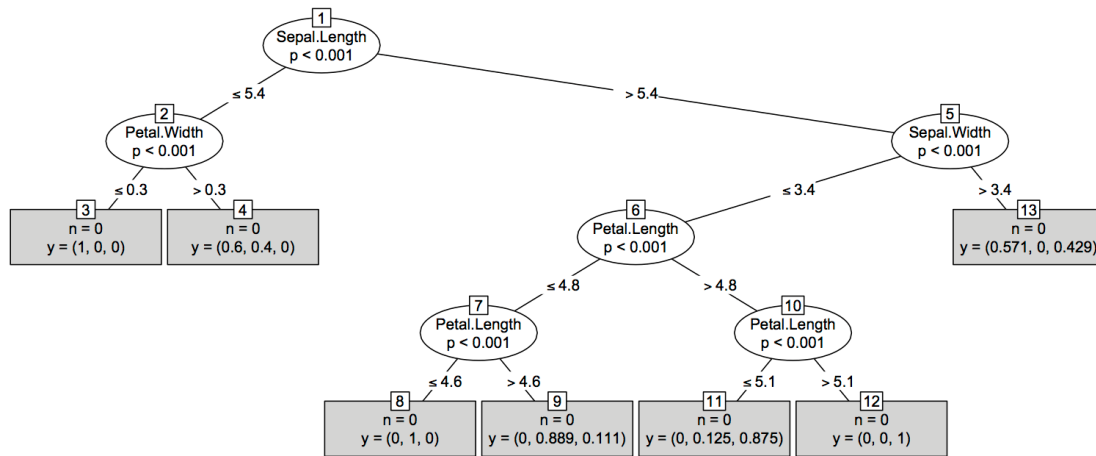 1
Sepal.Length
p < 0.001
≤ 5.4
> 5.4
2
Petal.Width
p < 0.001
5
Sepal.Width
p < 0.001
≤ 0.3
> 0.3
≤ 3.4
> 3.4
3
n = 0
y = (1, 0, 0)
4
n = 0
y = (0.6, 0.4, 0)
6
Petal.Length
p < 0.001
13
n = 0
y = (0.571, 0, 0.429)
≤ 4.8
> 4.8
7
Petal.Length
p < 0.001
10
Petal.Length
p < 0.001
≤ 4.6
> 4.6
≤ 5.1
> 5.1
8
n = 0
y = (0, 1, 0)
9
n = 0
y = (0, 0.889, 0.111)
11
n = 0
y = (0, 0.125, 0.875)
12
n = 0
y = (0, 0, 1)